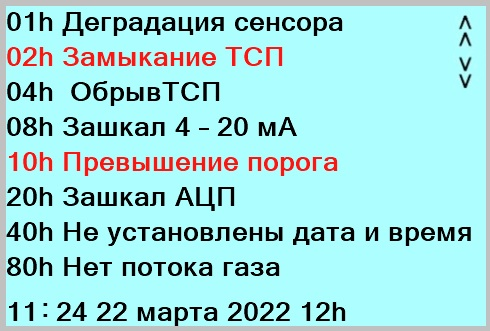 01h Деградация сенсора
02h Замыкание ТСП
04h ОбрывТСП
08h Зашкал 4 – 20 мА
10h Превышение порога
20h Зашкал АЦП
40h Не установлены дата и время
80h Нет потока газа
11: 24 22 марта 2022 12h